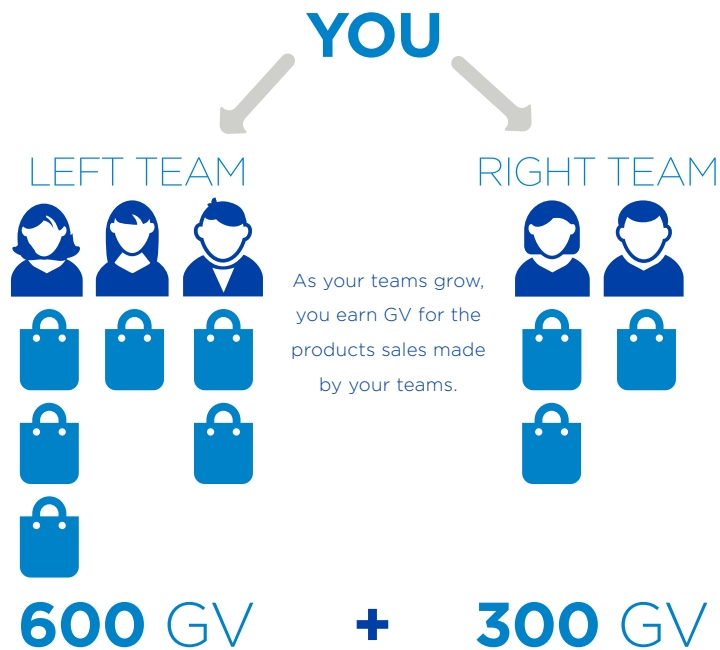 YOU
LEFT TEAM
RIGHT TEAM
As your teams grow,
you earn GV for the
products sales made
by your teams.
600 GV + 300 GV